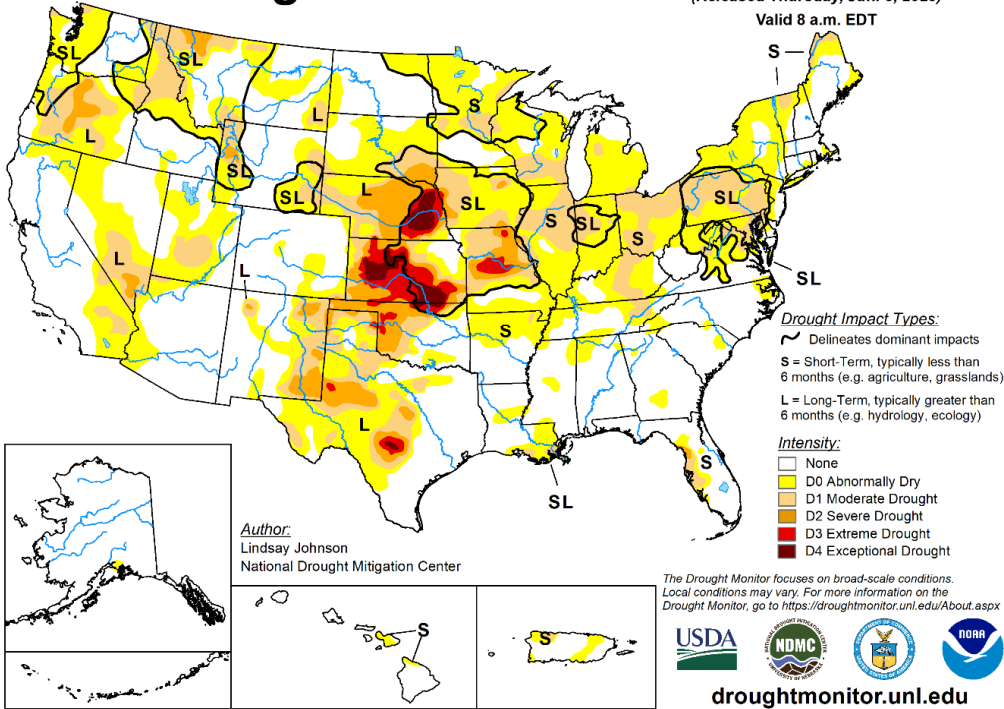 Valid 8 a.m. EDT
S
SL
SL
S
L
L
SL
L
SL
SL
S
SL
SL
S
L
L
SL
S
L
S
SL
Drought Impact Types:
Delineates dominant impacts
S = Short-Term, typically less than
6 months (e.g. agriculture, grasslands)
L = Long-Term, typically greater than
6 months (e.g. hydrology, ecology)
Intensity:
None
D0 Abnormally Dry
D1 Moderate Drought
D2 Severe Drought
D3 Extreme Drought
D4 Exceptional Drought
Author:
Lindsay Johnson
National Drought Mitigation Center
The Drought Monitor focuses on broad-scale conditions.
Local conditions may vary. For more information on the
Drought Monitor, go to https://droughtmonitor.unl.edu/About.aspx
S
S
USDA
NDMC
NOAA
droughtmonitor.unl.edu